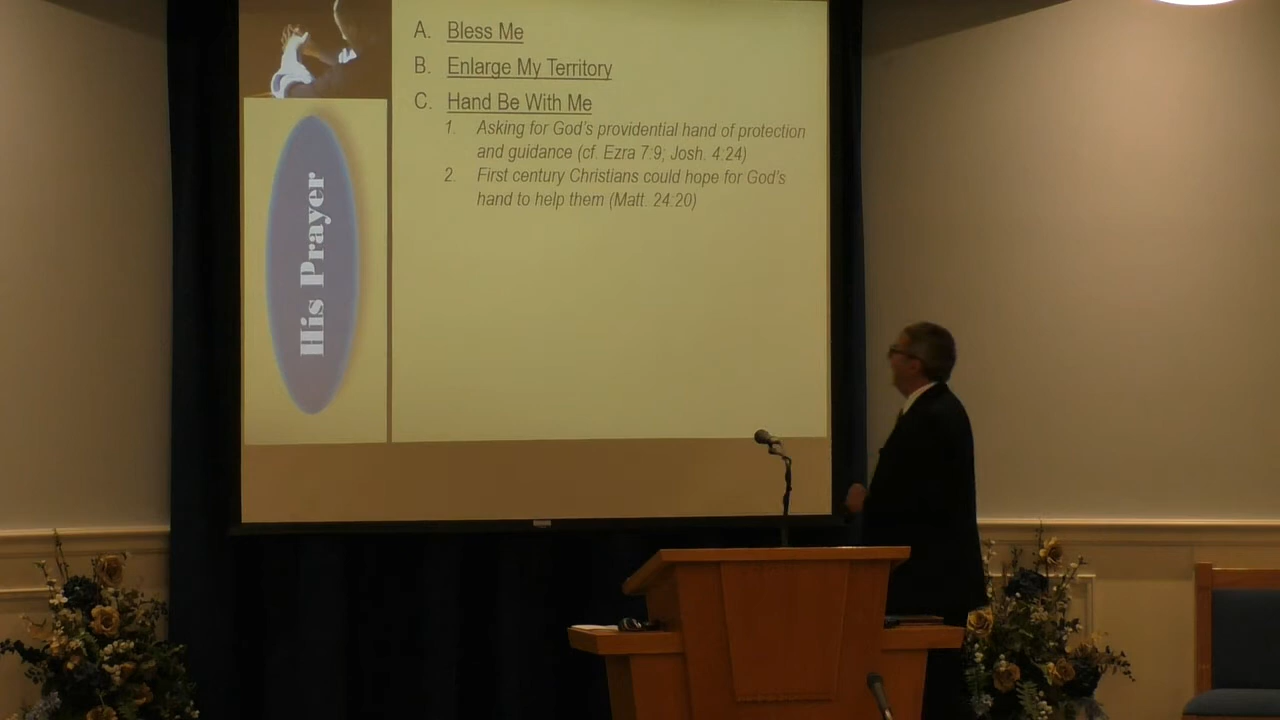 A. Bless Me
B. Enlarge My Territory
C. Hand Be With Me
1. Asking for God's providential hand of protection
and guidance (cf. Ezra 7:9; Josh. 4:24)
2. First century Christians could hope for God's
hand to help them (Matt. 24:20)
His Prayer